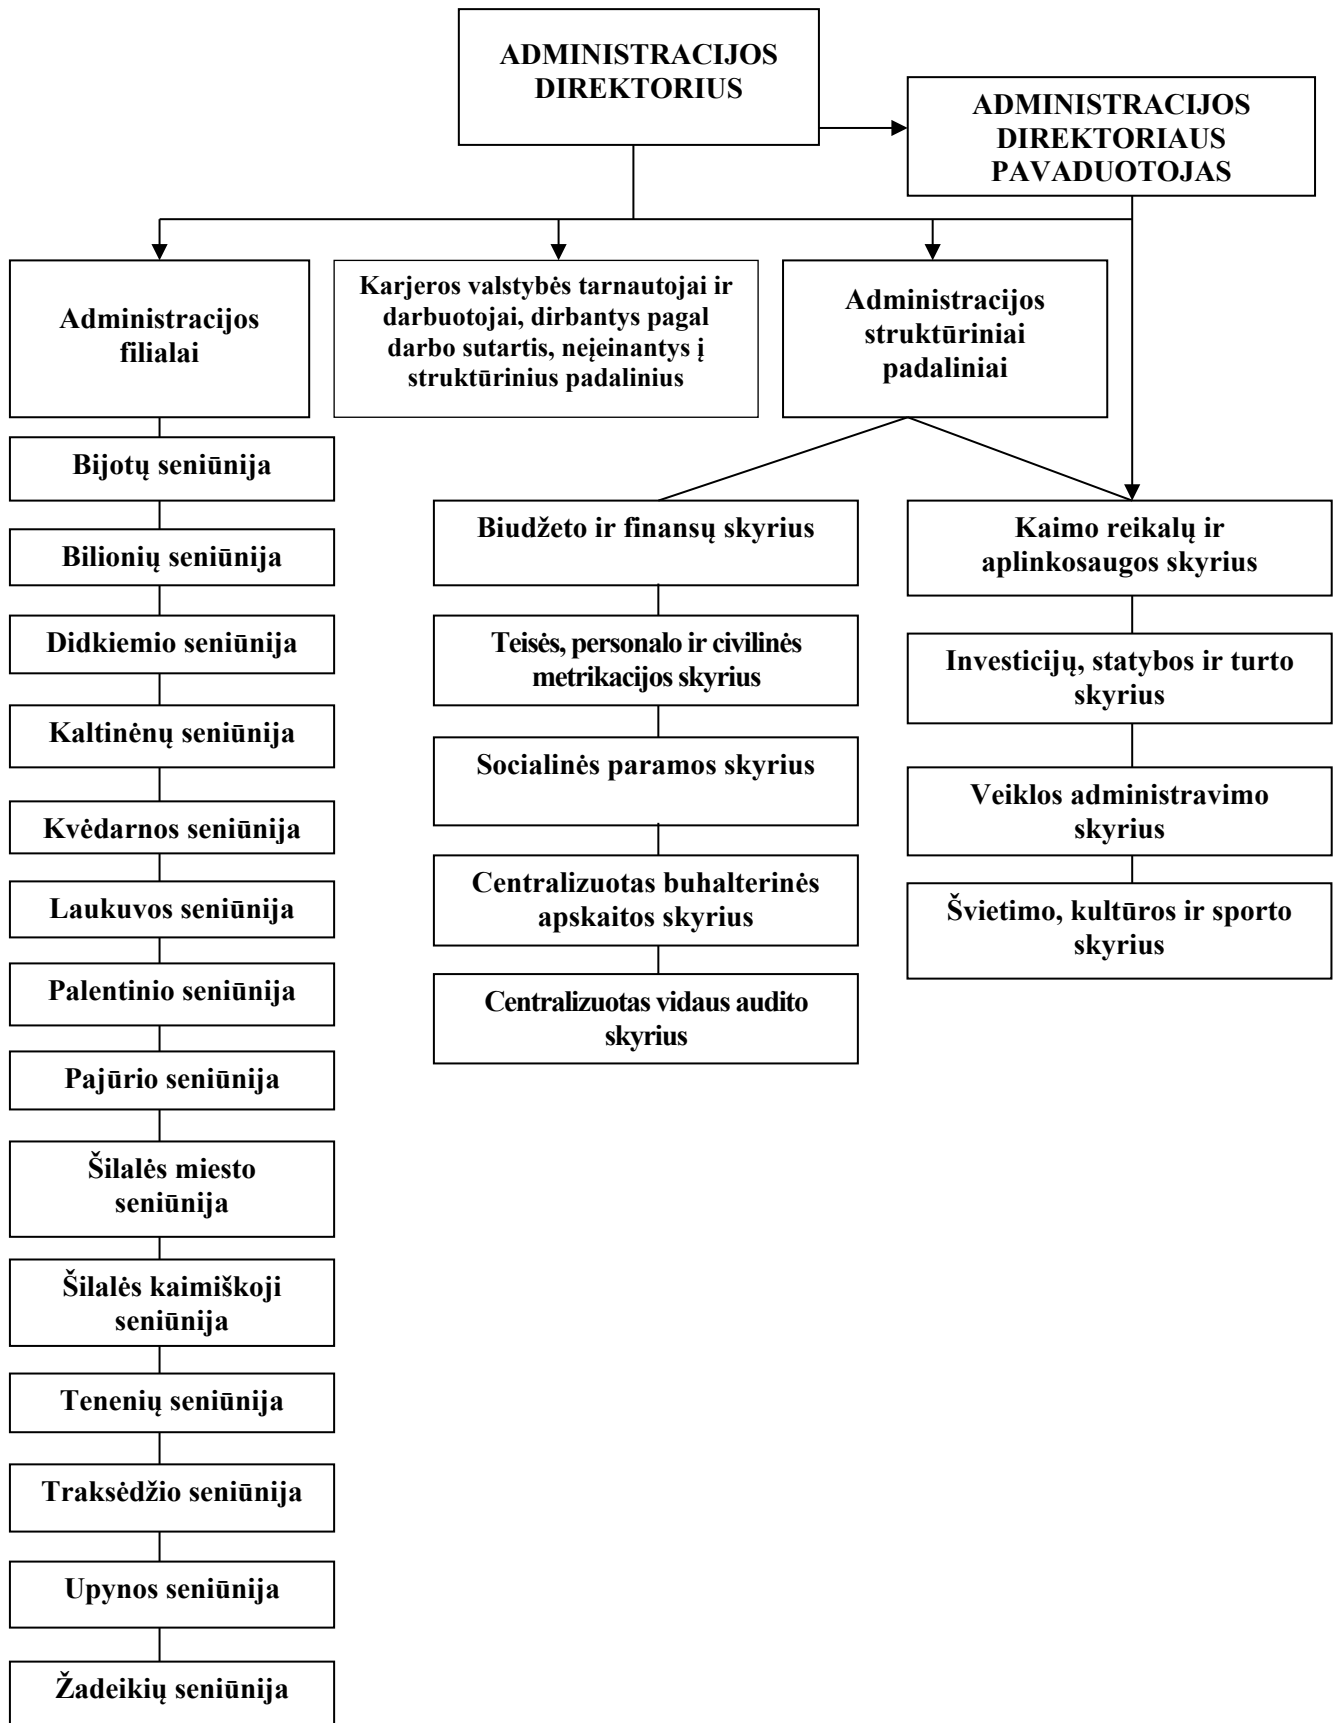 ADMINISTRACIJOS
DIREKTORIUS
ADMINISTRACIJOS
DIREKTORIAUS
PAVADUOTOJAS
Administracijos
filialai
Karjeros valstybės tarnautojai ir
darbuotojai, dirbantys pagal
darbo sutartis, neįeinantys į
struktūrinius padalinius
Administracijos
struktūriniai
padaliniai
Bijotų seniūnija
Bilionių seniūnija
Didkiemio seniūnija
Kaltinėnų seniūnija
Kvėdarnos seniūnija
Laukuvos seniūnija
Palentinio seniūnija
Pajūrio seniūnija
Šilalės miesto
seniūnija
Šilalės kaimiškoji
seniūnija
Tenenių seniūnija
Traksėdžio seniūnija
Upynos seniūnija
Žadeikių seniūnija
Biudžeto ir finansų skyrius
Teisės, personalo ir civilinės
metrikacijos skyrius
Socialinės paramos skyrius
Centralizuotas buhalterinės
apskaitos skyrius
Centralizuotas vidaus audito
skyrius
Kaimo reikalų ir
aplinkosaugos skyrius
Investicijų, statybos ir turto
skyrius
Veiklos administravimo
skyrius
Švietimo, kultūros ir sporto
skyrius